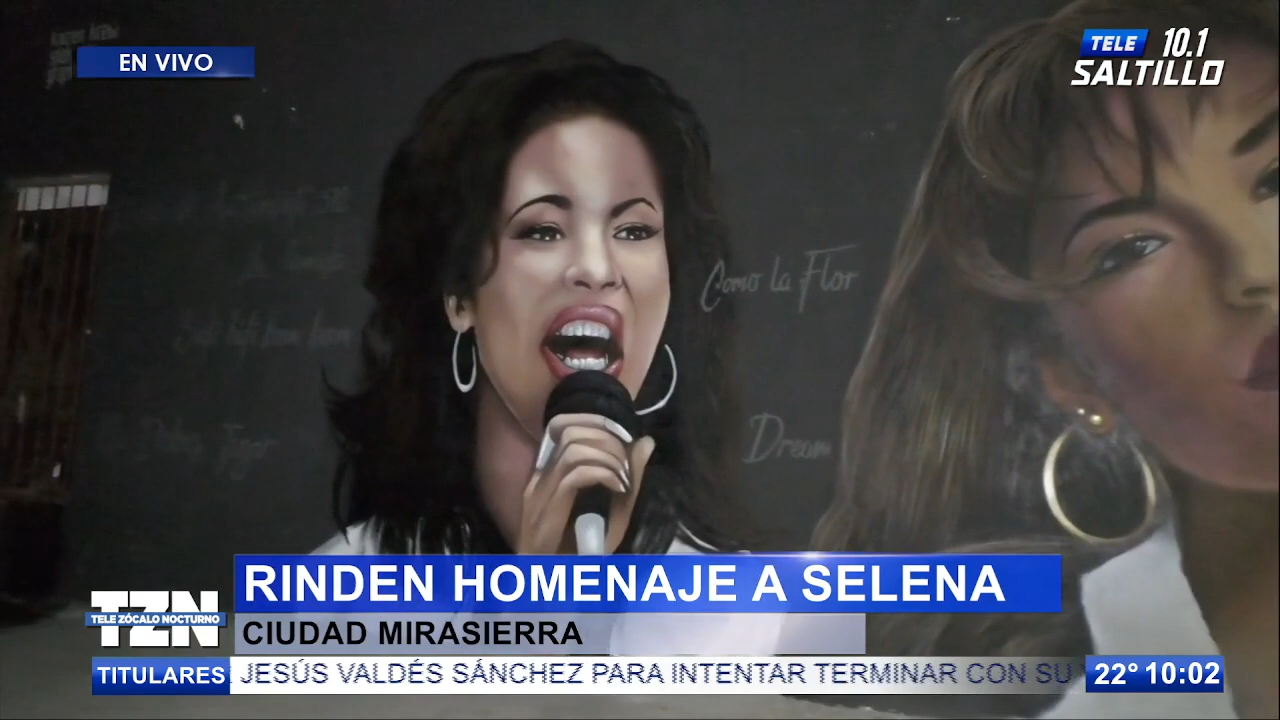 EN VIVO
TELE 10.1
SALTILLO
Como la Flor
Dream
RINDEN HOMENAJE A SELENA
TZN
TELE ZÓCALO NOCTURNO
CIUDAD MIRASIERRA
TITULARES JESÚS VALDÉS SÁNCHEZ PARA INTENTAR TERMINAR CON SU 22° 10:02